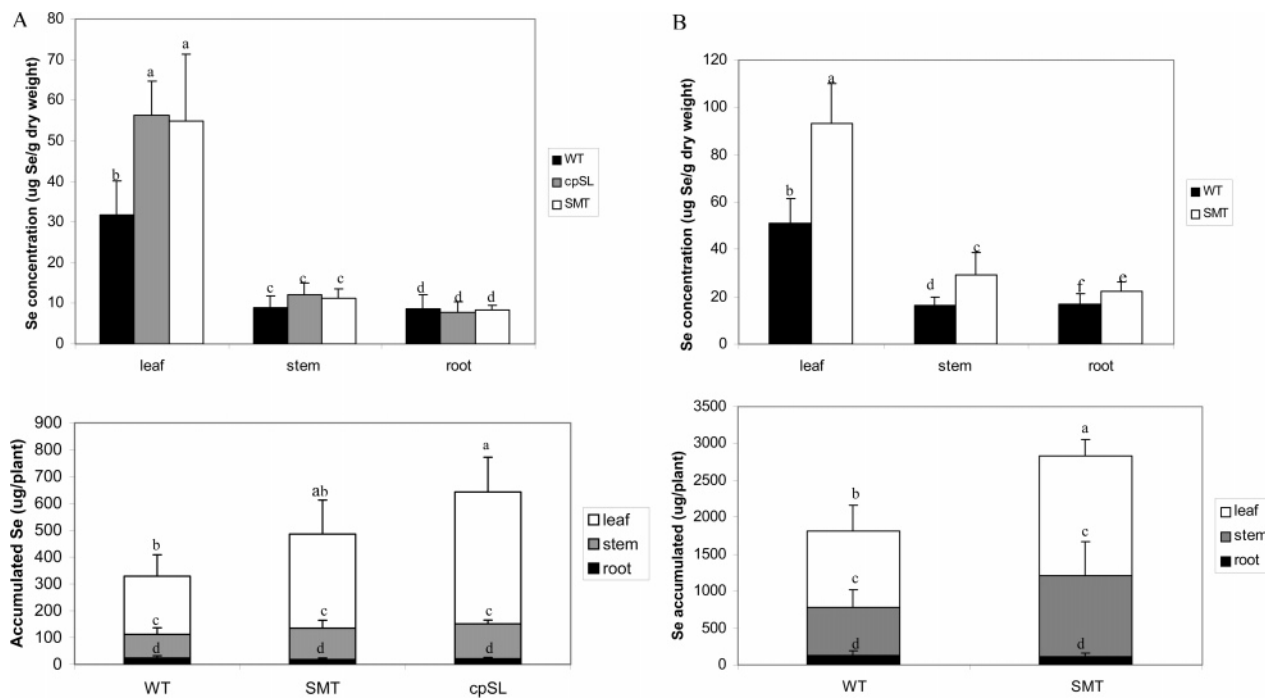 A
Se concentration (ug Se/g dry weight)
80
70
60
50
40
30
20
10
0
b
a
a
c
c
c
d
d
d
leaf
stem
root
WT
cpSL
SMT
B
Se concentration (ug Se/g dry weight)
120
100
80
60
40
20
0
b
a
d
c
f
e
leaf
stem
root
WT
SMT
Accumulated Se (ug/plant)
900
800
700
600
500
400
300
200
100
0
b
c
d
ab
c
d
a
c
d
WT
SMT
cpSL
leaf
stem
root
Se accumulated (ug/plant)
3500
3000
2500
2000
1500
1000
500
0
b
c
d
a
c
d
WT
SMT
leaf
stem
root